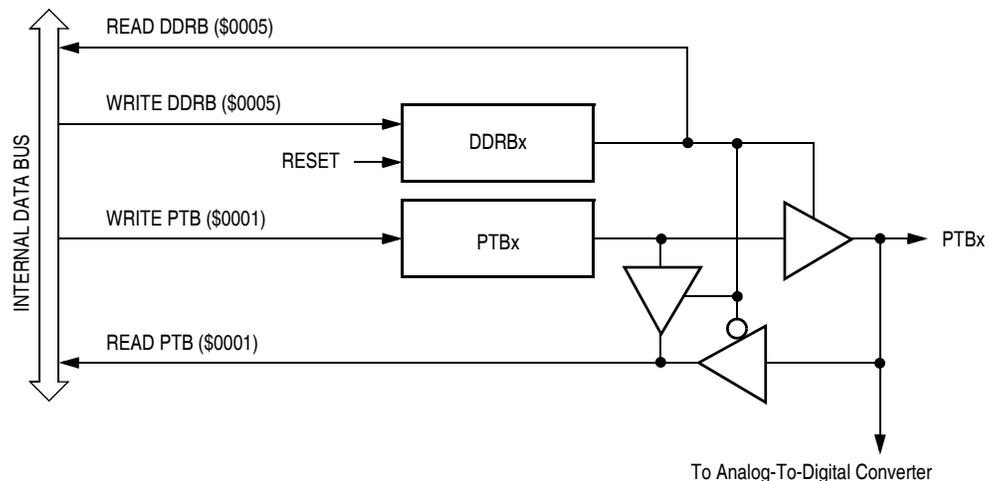 READ DDRB ($0005)
WRITE DDRB ($0005)
DDRBx
RESET
INTERNAL DATA BUS
WRITE PTB ($0001)
PTBx
PTBx
READ PTB ($0001)
To Analog-To-Digital Converter